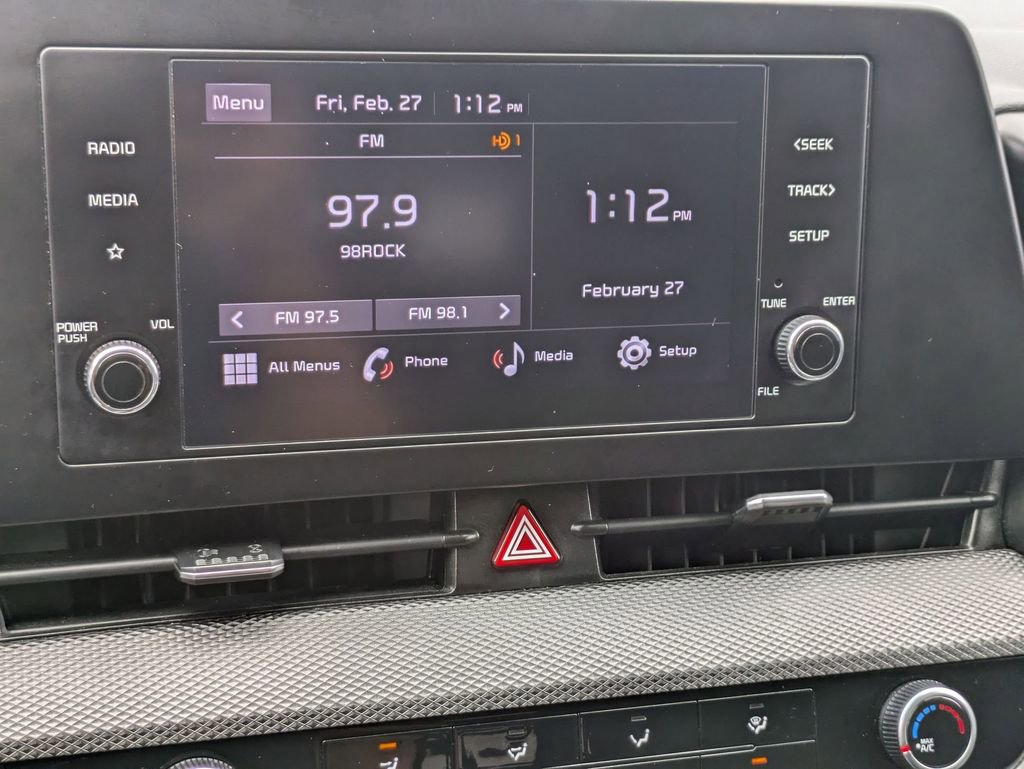 Menu Fri, Feb. 27 1:12 PM
FM HD 1
RADIO
MEDIA
97.9
98ROCK
1:12 PM
February 27
FM 97.5 FM 98.1
All Menus Phone Media Setup
POWER PUSH VOL
<SEEK
TRACK>
SETUP
TUNE ENTER
FILE
MAX A/C